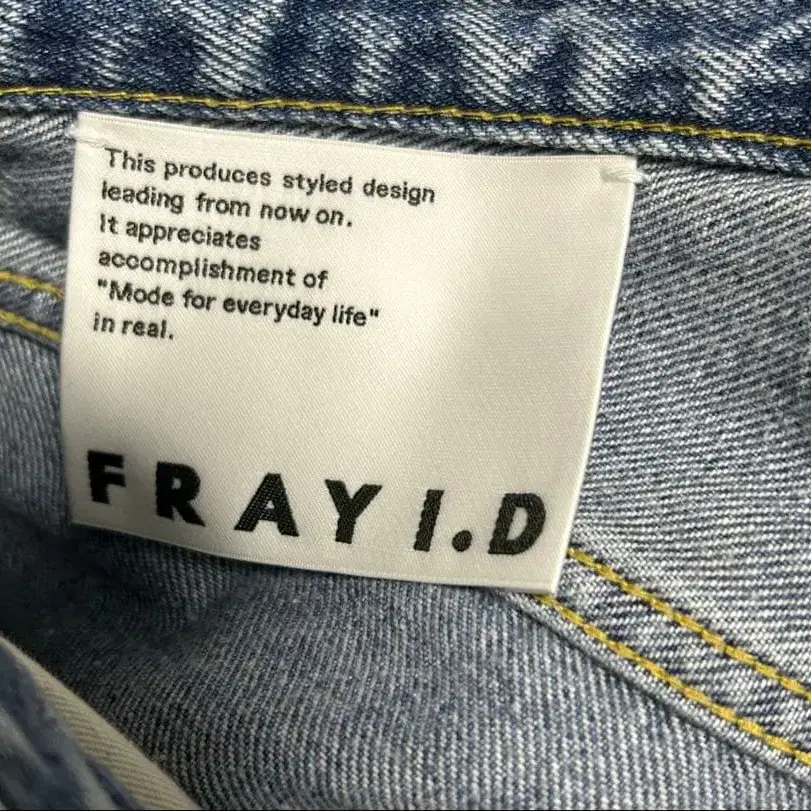 This produces styled design
leading from now on.
It appreciates
accomplishment of
"Mode for everyday life"
in real.
FRAY I.D